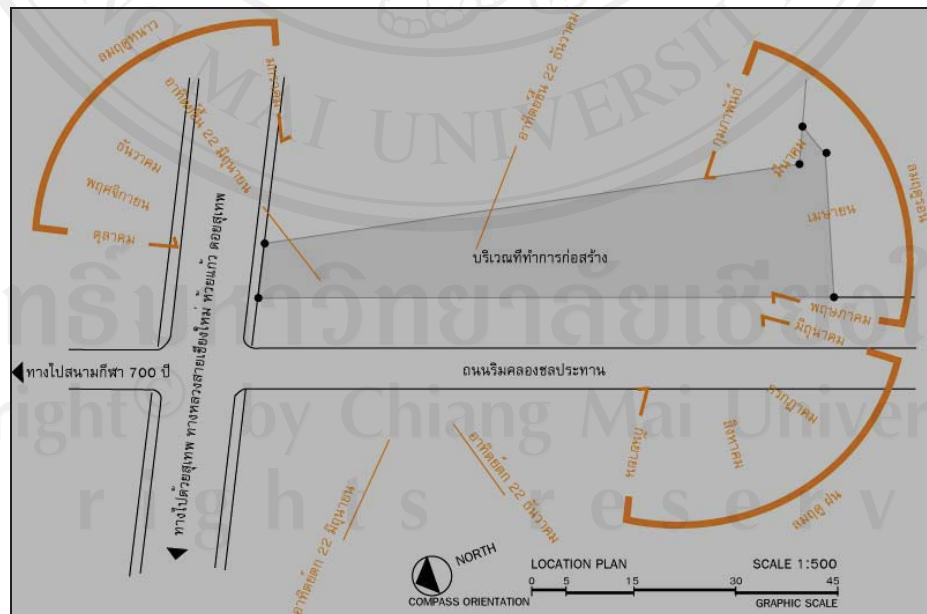 ลมฤดูหนาว
มกราคม
อาทิตย์ขึ้น 22 มิถุนายน
อาทิตย์ขึ้น 22 ธันวาคม
กุมภาพันธ์
มีนาคม
ลมฤดูร้อน
ธันวาคม
พฤศจิกายน
ตุลาคม
เมษายน
บริเวณที่ทำการก่อสร้าง
พฤษภาคม
มิถุนาคม
ทางไปสนามกีฬา 700 ปี
ถนนริมคลองชลประทาน
ทางไปด้วยสุเทพ ทางหลวงสายเชียงใหม่ ห้วยแก้ว ดอยสุเทพ
กรกฎาคม
สิงหาคม
ลมฤดู ฝน
อาทิตย์ตก 22 มิถุนายน
อาทิตย์ตก 22 ธันวาคม
NORTH
COMPASS ORIENTATION
LOCATION PLAN
SCALE 1:500
0 5 15 30 45
GRAPHIC SCALE
MAI UNIVERSITY
by Chiang Mai Univer
rights reserv